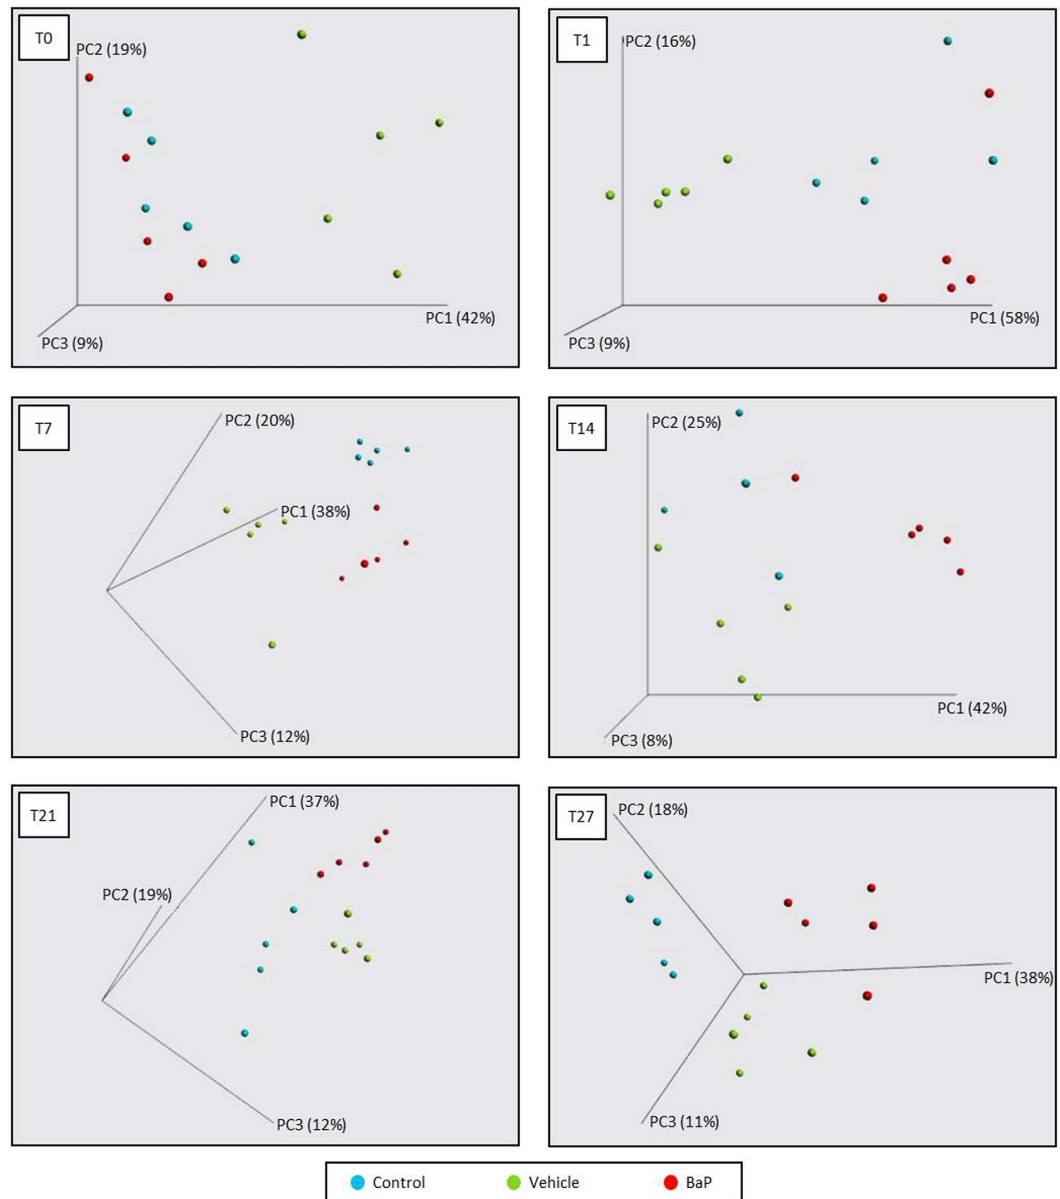 T0
PC2 (19%)
PC1 (42%)
PC3 (9%)
T1
PC2 (16%)
PC1 (58%)
PC3 (9%)
T7
PC2 (20%)
PC1 (38%)
PC3 (12%)
T14
PC2 (25%)
PC1 (42%)
PC3 (8%)
T21
PC1 (37%)
PC2 (19%)
PC3 (12%)
T27
PC2 (18%)
PC1 (38%)
PC3 (11%)
Control Vehicle BaP